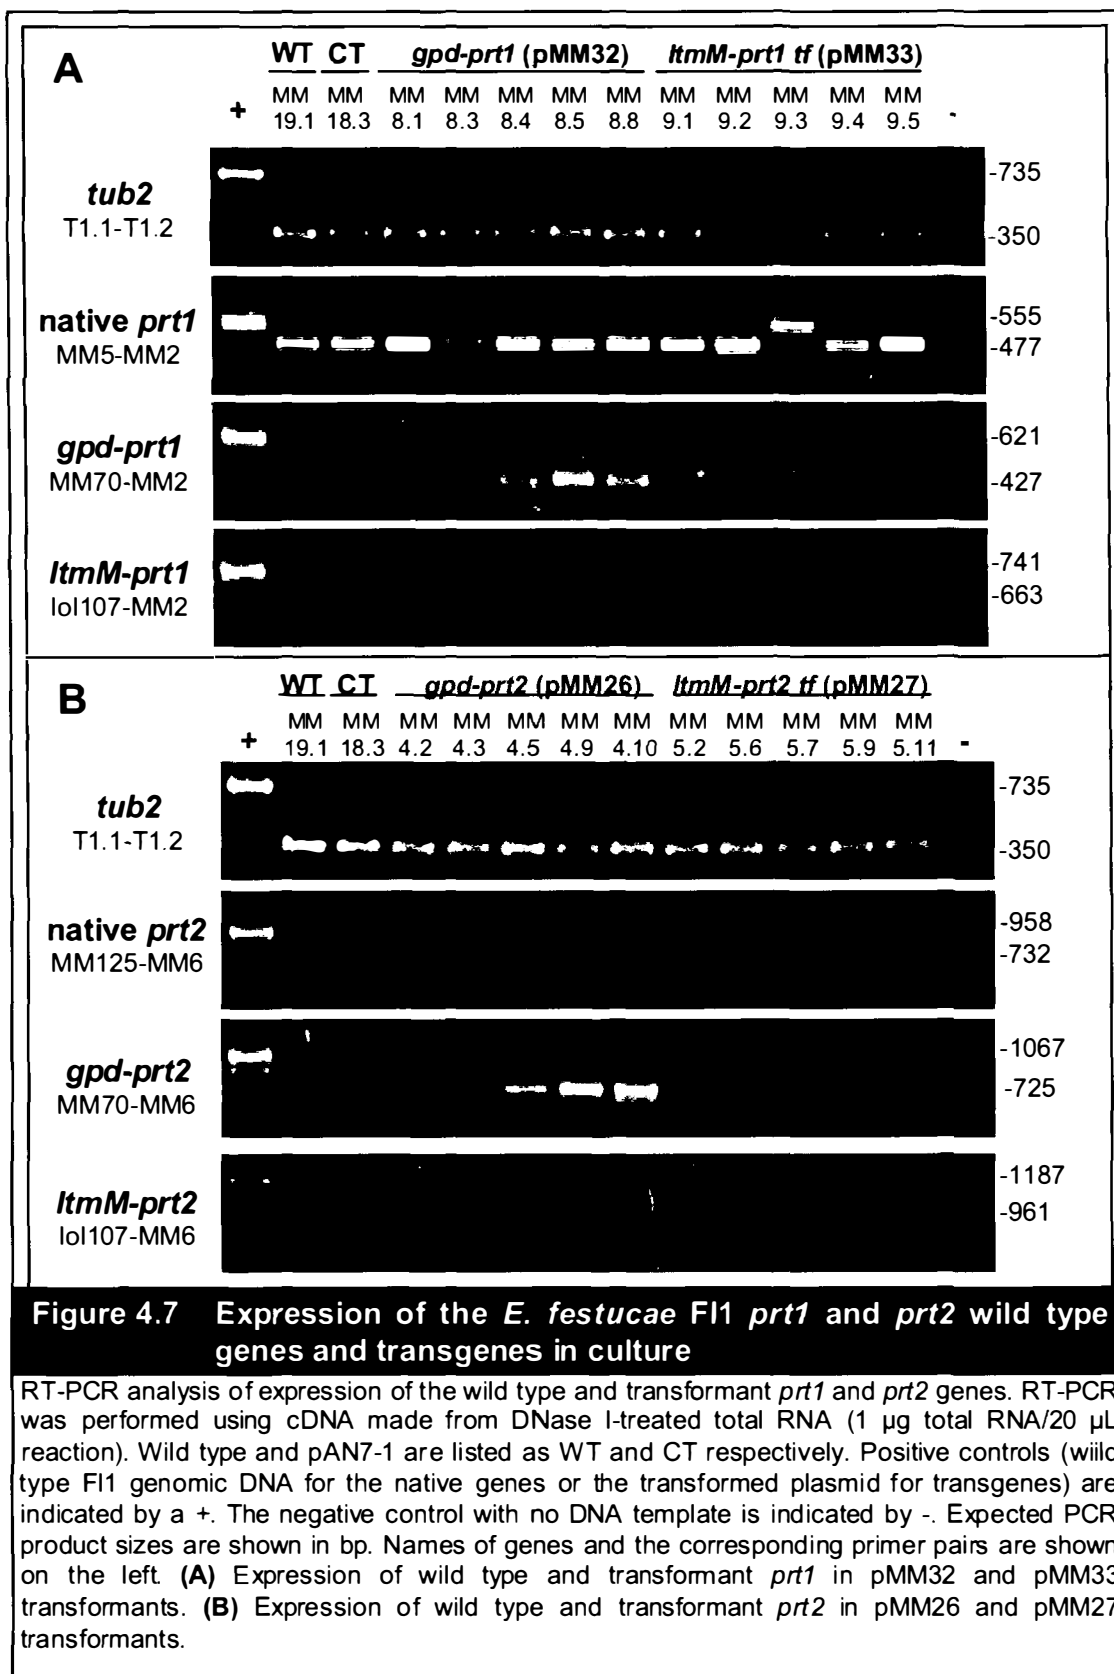 A
WT CT gpd-prt1 (pMM32) ltmM-prt1 tf (pMM33)
+ MM 19.1 MM 18.3 MM 8.1 MM 8.3 MM 8.4 MM 8.5 MM 8.8 MM 9.1 MM 9.2 MM 9.3 MM 9.4 MM 9.5 -
tub2
T1.1-T1.2
-735
-350
native prt1
MM5-MM2
-555
-477
gpd-prt1
MM70-MM2
-621
-427
ltmM-prt1
lol107-MM2
-741
-663
B
WT CT gpd-prt2 (pMM26) ltmM-prt2 tf (pMM27)
+ MM 19.1 MM 18.3 MM 4.2 MM 4.3 MM 4.5 MM 4.9 MM 4.10 MM 5.2 MM 5.6 MM 5.7 MM 5.9 MM 5.11 -
tub2
T1.1-T1.2
-735
-350
native prt2
MM125-MM6
-958
-732
gpd-prt2
MM70-MM6
-1067
-725
ltmM-prt2
lol107-MM6
-1187
-961
Figure 4.7 Expression of the E. festucae Fl1 prt1 and prt2 wild type
genes and transgenes in culture
RT-PCR analysis of expression of the wild type and transformant prt1 and prt2 genes. RT-PCR
was performed using cDNA made from DNase I-treated total RNA (1 µg total RNA/20 µL
reaction). Wild type and pAN7-1 are listed as WT and CT respectively. Positive controls (wiild
type Fl1 genomic DNA for the native genes or the transformed plasmid for transgenes) are
indicated by a +. The negative control with no DNA template is indicated by -. Expected PCR
product sizes are shown in bp. Names of genes and the corresponding primer pairs are shown
on the left. (A) Expression of wild type and transformant prt1 in pMM32 and pMM33
transformants. (B) Expression of wild type and transformant prt2 in pMM26 and pMM27
transformants.